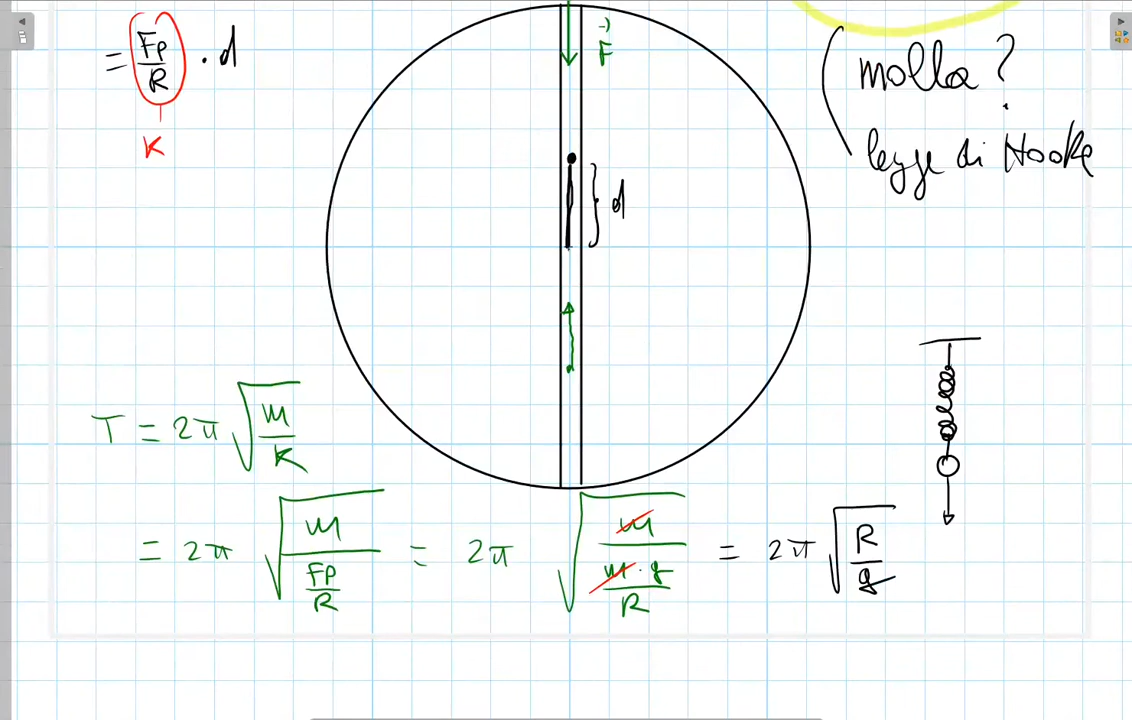 = Fp/R · d
K
F⃗
molla?
legge di Hooke
d
T = 2π √(m/K)
= 2π √(m/(Fp/R)) = 2π √(m/(m·g/R)) = 2π √(R/g)